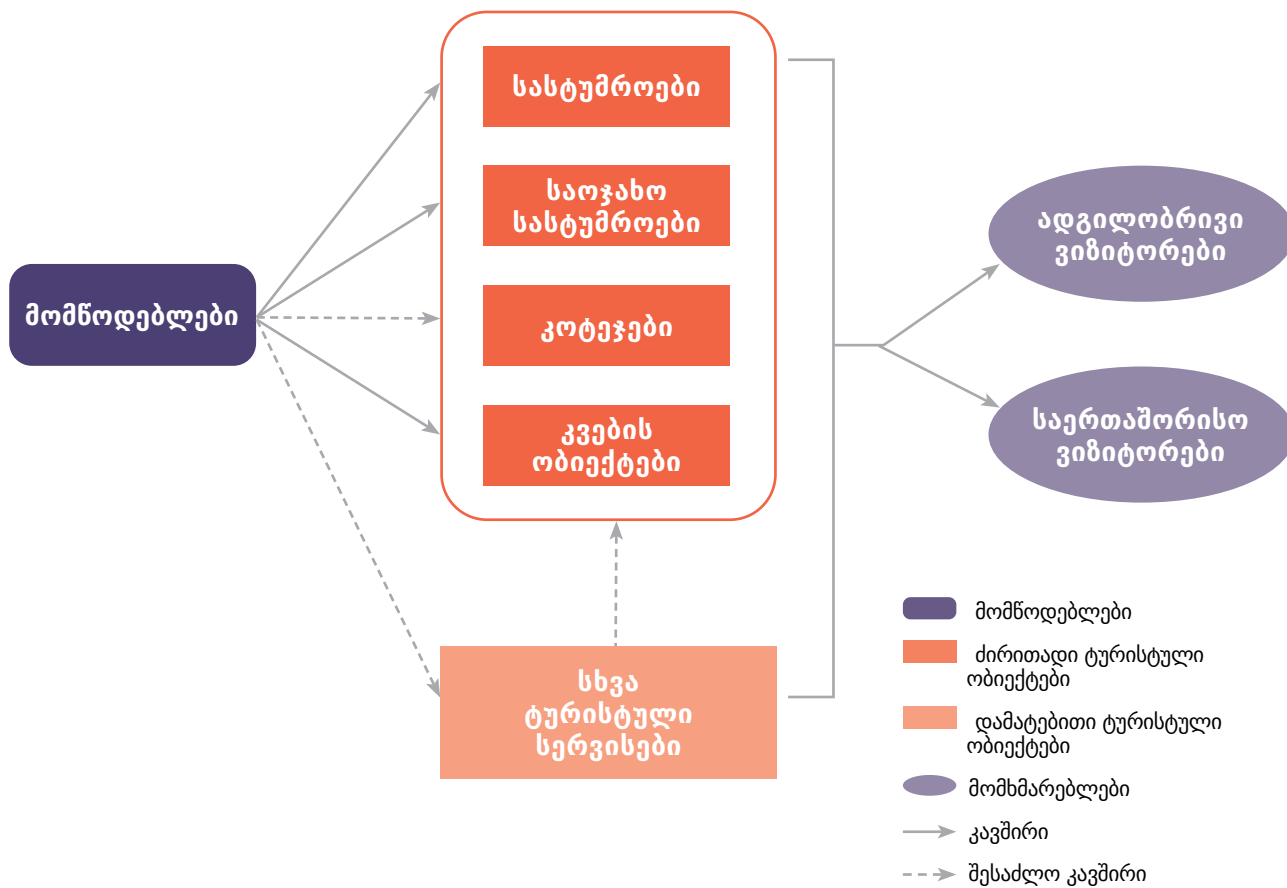 სასტუმროები
საოჯახო
სასტუმროები
მომწოდებლები
კოტეჯები
კვების
ობიექტები
სხვა
ტურისტული
სერვისები
ადგილობრივი
ვიზიტორები
საერთაშორისო
ვიზიტორები
მომწოდებლები
ძირითადი ტურისტული
ობიექტები
დამატებითი ტურისტული
ობიექტები
მომხმარებლები
კავშირი
შესაძლო კავშირი